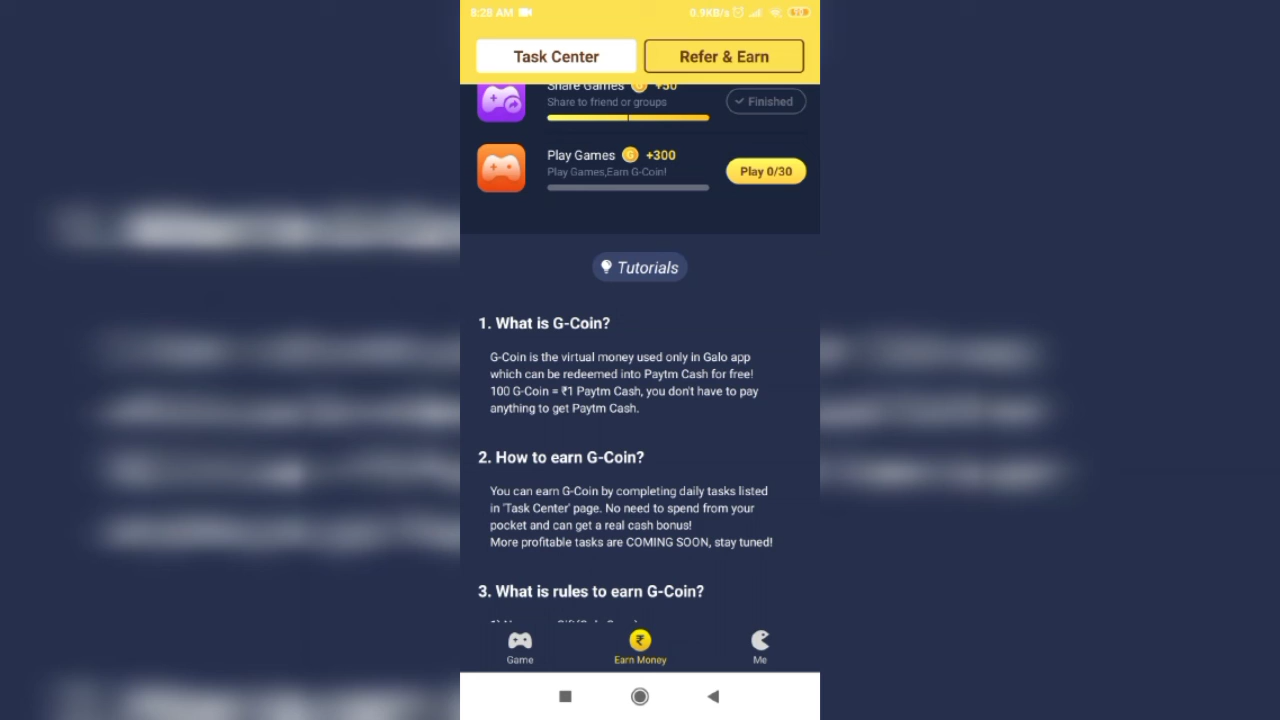 8:28 AM
0.9KB/s
Task Center
Refer & Earn
Share Games +50
Share to friend or groups
Finished
Play Games G +300
Play Games,Earn G-Coin!
Play 0/30
Tutorials
1. What is G-Coin?
G-Coin is the virtual money used only in Galo app
which can be redeemed into Paytm Cash for free!
100 G-Coin = ₹1 Paytm Cash, you don't have to pay
anything to get Paytm Cash.
2. How to earn G-Coin?
You can earn G-Coin by completing daily tasks listed
in 'Task Center' page. No need to spend from your
pocket and can get a real cash bonus!
More profitable tasks are COMING SOON, stay tuned!
3. What is rules to earn G-Coin?
Game
₹
Earn Money
Me